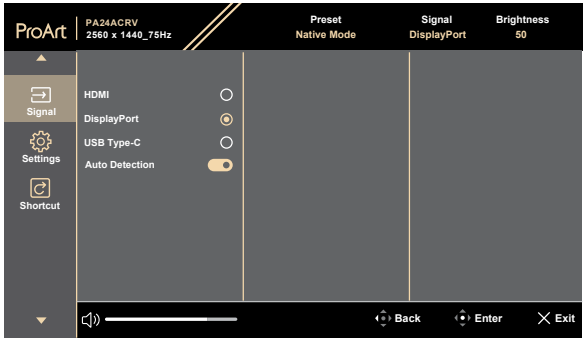 ProArt
PA24ACRV
2560 x 1440_75Hz
Preset
Native Mode
Signal
DisplayPort
Brightness
50
Signal
Settings
Shortcut
HDMI
DisplayPort
USB Type-C
Auto Detection
Back
Enter
Exit